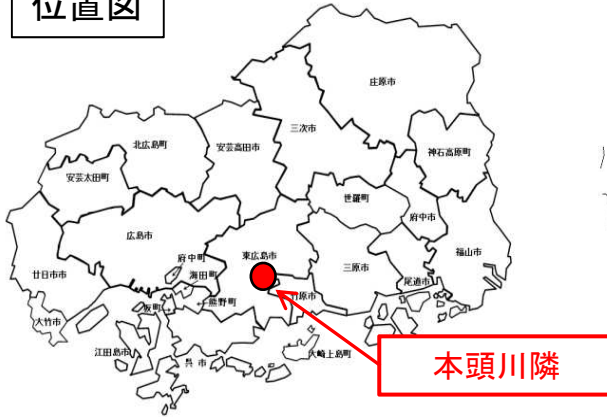 位置図
庄原市
三次市
北広島町
安芸高田市
神石高原町
安芸太田町
世羅町
府中市
広島市
東広島市
福山市
府中町
三原市
廿日市市
海田町
尾道市
坂町
熊野町
竹原市
大竹市
江田島市
呉市
大崎上島町
本頭川隣